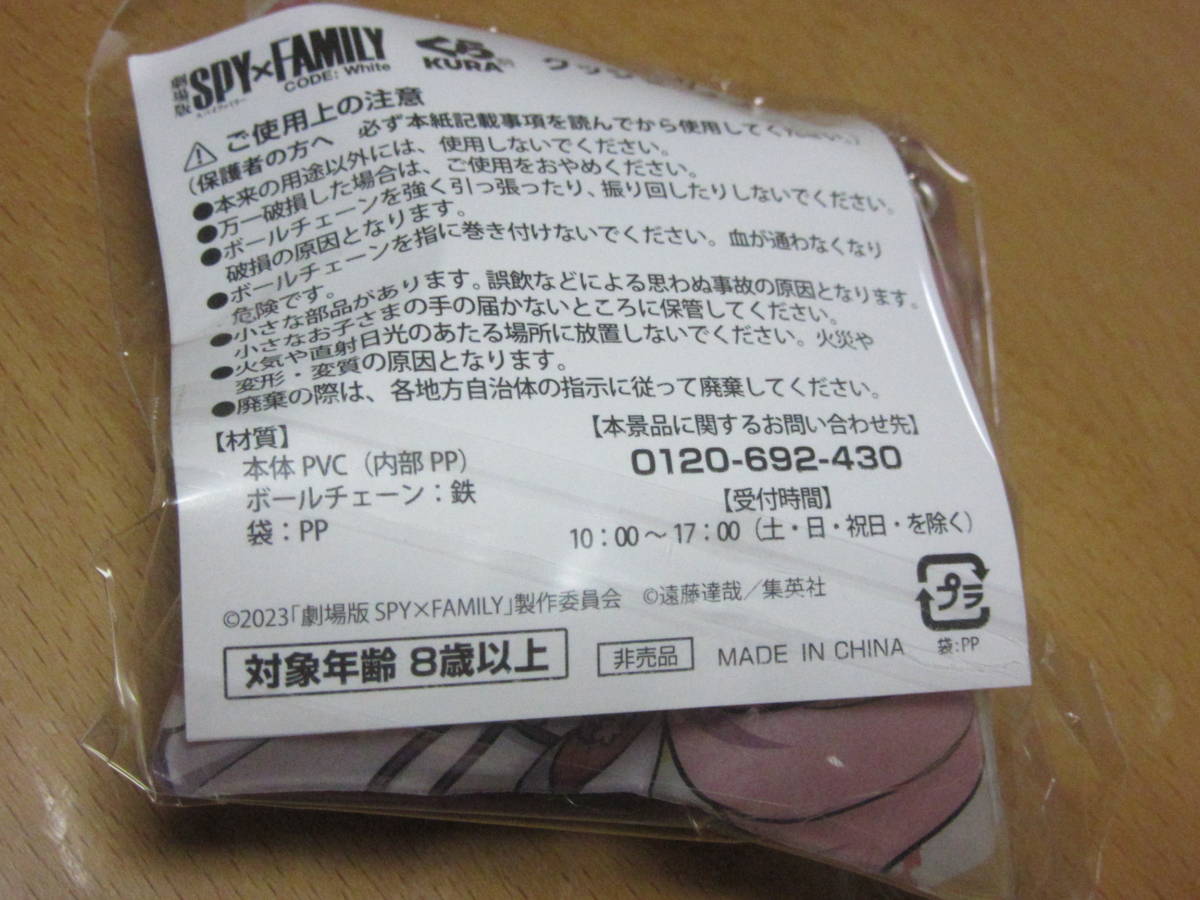 劇場版 SPY×FAMILY
スパイファミリー
CODE: White
くら
KURA
⚠ ご使用上の注意
(保護者の方へ 必ず本紙記載事項を読んでから使用してください。)
●本来の用途以外には、使用しないでください。
●万一破損した場合は、ご使用をおやめください。
●ボールチェーンを強く引っ張ったり、振り回したりしないでください。
破損の原因となります。
●ボールチェーンを指に巻き付けないでください。血が通わなくなり
危険です。
●小さな部品があります。誤飲などによる思わぬ事故の原因となります。
小さなお子さまの手の届かないところに保管してください。
●火気や直射日光のあたる場所に放置しないでください。火災や
変形・変質の原因となります。
●廃棄の際は、各地方自治体の指示に従って廃棄してください。
【材質】
本体 PVC（内部 PP）
ボールチェーン：鉄
袋：PP
【本景品に関するお問い合わせ先】
0120-692-430
【受付時間】
10：00～17：00（土・日・祝日・を除く）
プラ
袋:PP
©2023「劇場版 SPY×FAMILY」製作委員会 ©遠藤達哉／集英社
対象年齢 8歳以上
非売品
MADE IN CHINA